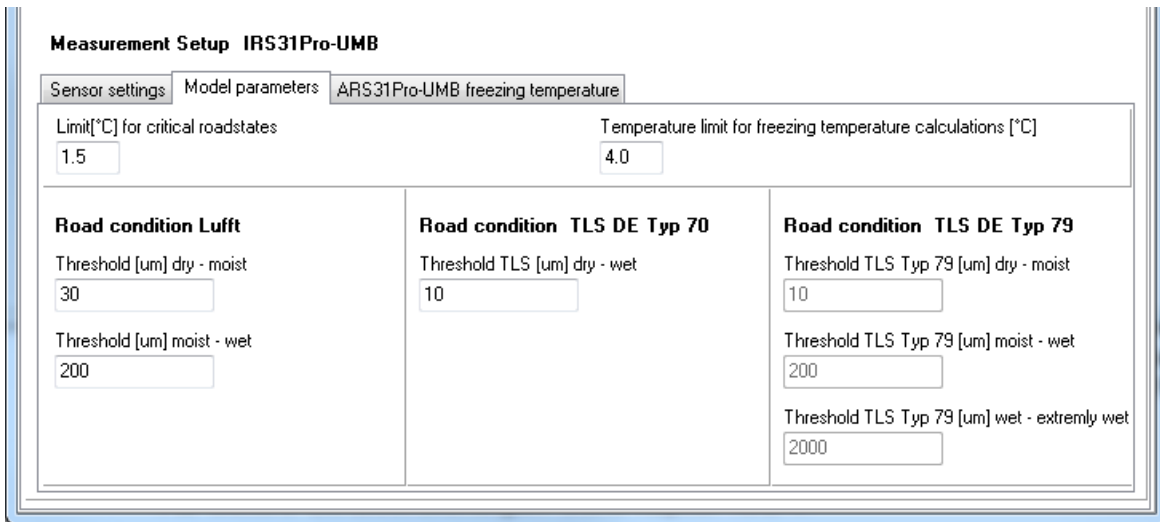 Measurement Setup IRS31Pro-UMB
Sensor settings Model parameters ARS31Pro-UMB freezing temperature
Limit[°C] for critical roadstates
1.5
Temperature limit for freezing temperature calculations [°C]
4.0
Road condition Lufft
Threshold [um] dry - moist
30
Threshold [um] moist - wet
200
Road condition TLS DE Typ 70
Threshold TLS [um] dry - wet
10
Road condition TLS DE Typ 79
Threshold TLS Typ 79 [um] dry - moist
10
Threshold TLS Typ 79 [um] moist - wet
200
Threshold TLS Typ 79 [um] wet - extremly wet
2000